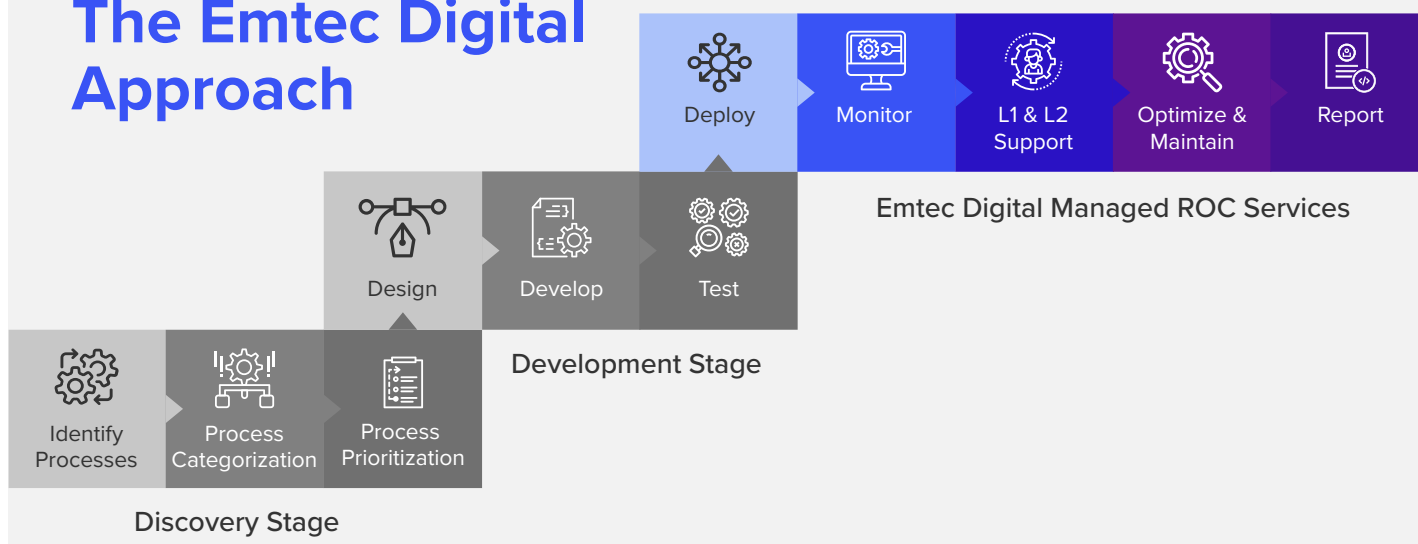 The Emtec Digital
Approach
Deploy
Monitor
L1 & L2
Support
Optimize &
Maintain
Report
Emtec Digital Managed ROC Services
Design
Develop
Test
Development Stage
Identify
Processes
Process
Categorization
Process
Prioritization
Discovery Stage